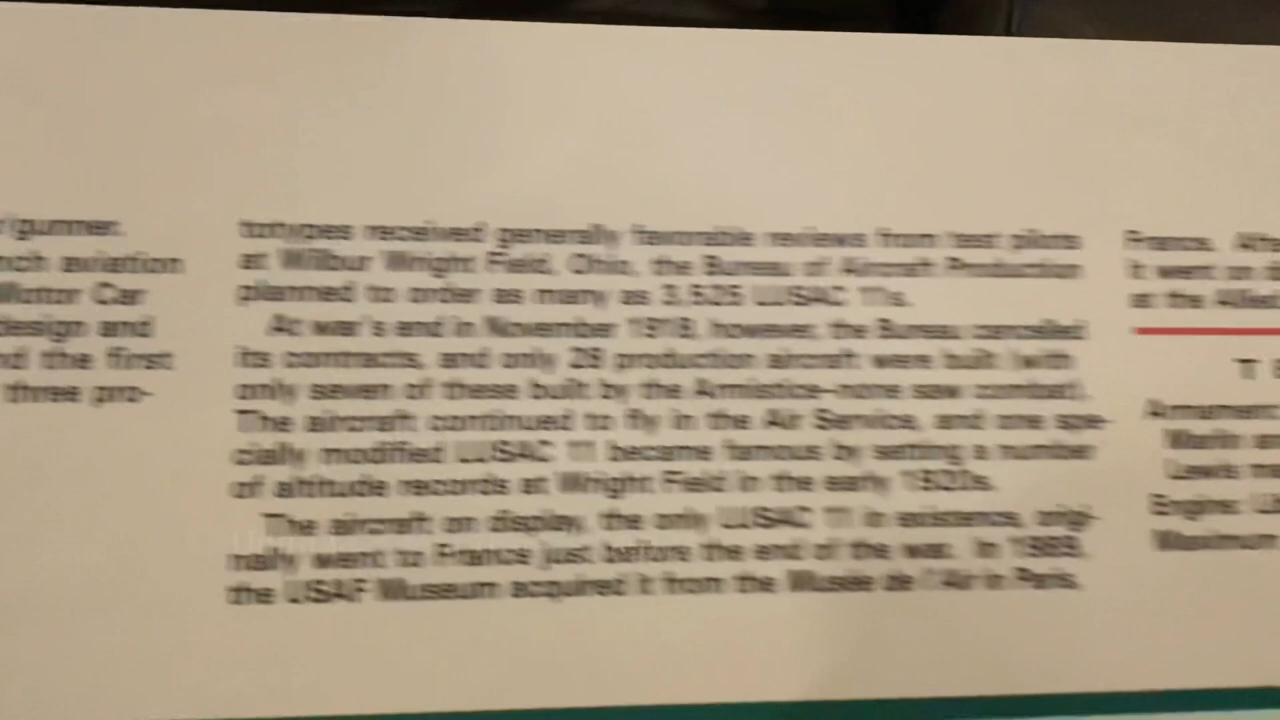 gunner.
aviation
Motor Car
design and
the first
three pro-
totypes received generally favorable reviews from test pilots
at Wilbur Wright Field, Ohio, the Bureau of Aircraft Production
planned to order as many as 3,525 LUSAC 11's.
At war's end in November 1918, however, the Bureau cancelled
its contracts, and only 28 production aircraft were built (with
only seven of these built by the Armistice–none saw combat).
The aircraft continued to fly in the Air Service, and one spe-
cially modified LUSAC 11 became famous by setting a number
of altitude records at Wright Field in the early 1920s.
The aircraft on display, the only LUSAC 11 in existence, origi-
nally went to France just before the end of the war. In 1989,
the USAF Museum acquired it from the Musée de l'Air in Paris,
France.
it went on
at the
T
Armament:
Marlin
Lewis
Engine:
Maximum